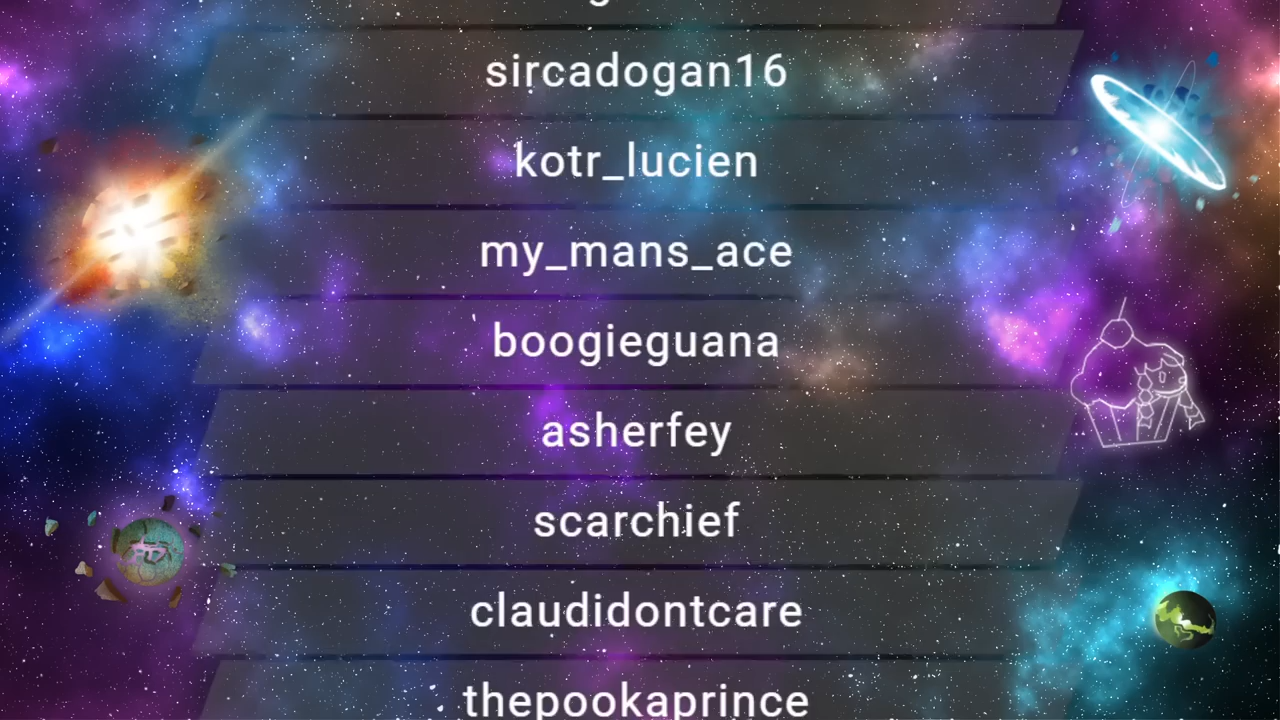 sircadogan16
kotr_lucien
my_mans_ace
boogieguana
asherfey
scarchief
claudidontcare
thepookaprince